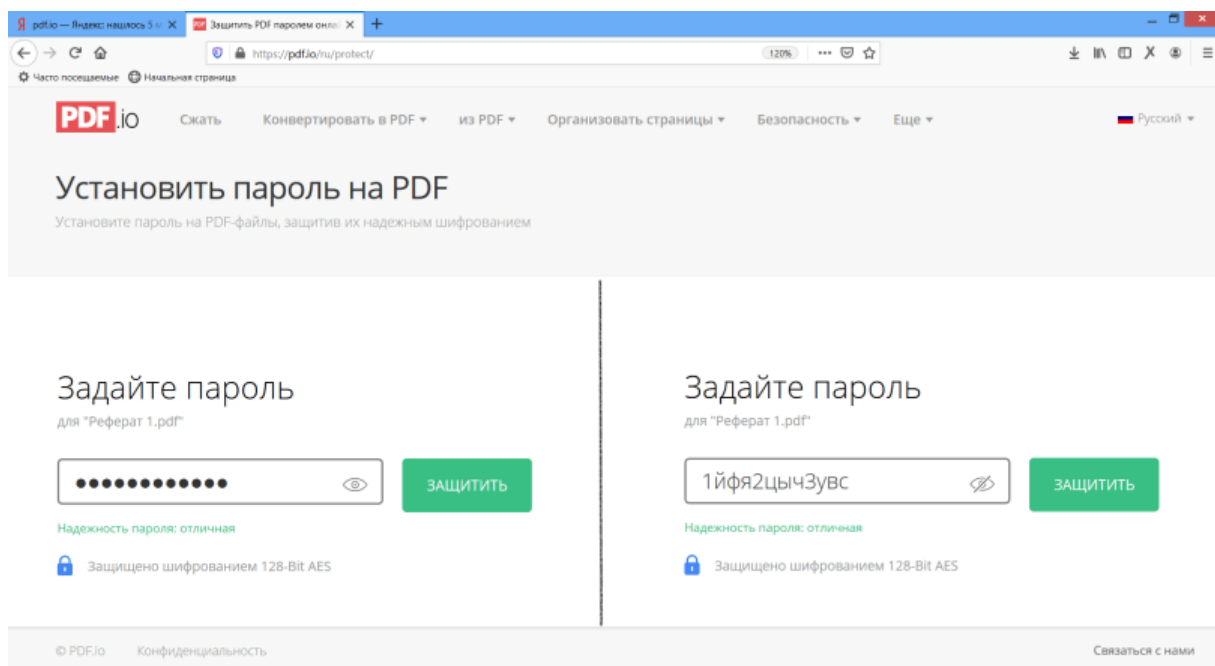 pdf.io — Яндекс: нашлось 5 м
Защитить PDF паролем онла
https://pdf.io/ru/protect/
120%
Часто посещаемые
Начальная страница
PDF.io
Сжать
Конвертировать в PDF
из PDF
Организовать страницы
Безопасность
Еще
Русский
Установить пароль на PDF
Установите пароль на PDF-файлы, защитив их надежным шифрованием
Задайте пароль
для "Реферат 1.pdf"
ЗАЩИТИТЬ
Надежность пароля: отличная
Защищено шифрованием 128-Bit AES
Задайте пароль
для "Реферат 1.pdf"
1йфя2цыч3увс
ЗАЩИТИТЬ
Надежность пароля: отличная
Защищено шифрованием 128-Bit AES
© PDF.io
Конфиденциальность
Связаться с нами